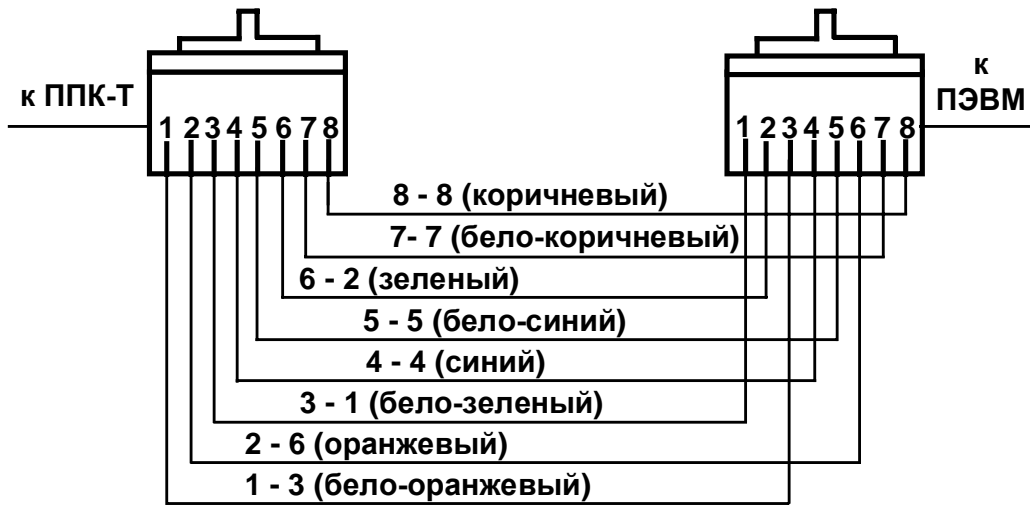 к ППК-Т
1 2 3 4 5 6 7 8
к
ПЭВМ
1 2 3 4 5 6 7 8
8 - 8 (коричневый)
7- 7 (бело-коричневый)
6 - 2 (зеленый)
5 - 5 (бело-синий)
4 - 4 (синий)
3 - 1 (бело-зеленый)
2 - 6 (оранжевый)
1 - 3 (бело-оранжевый)